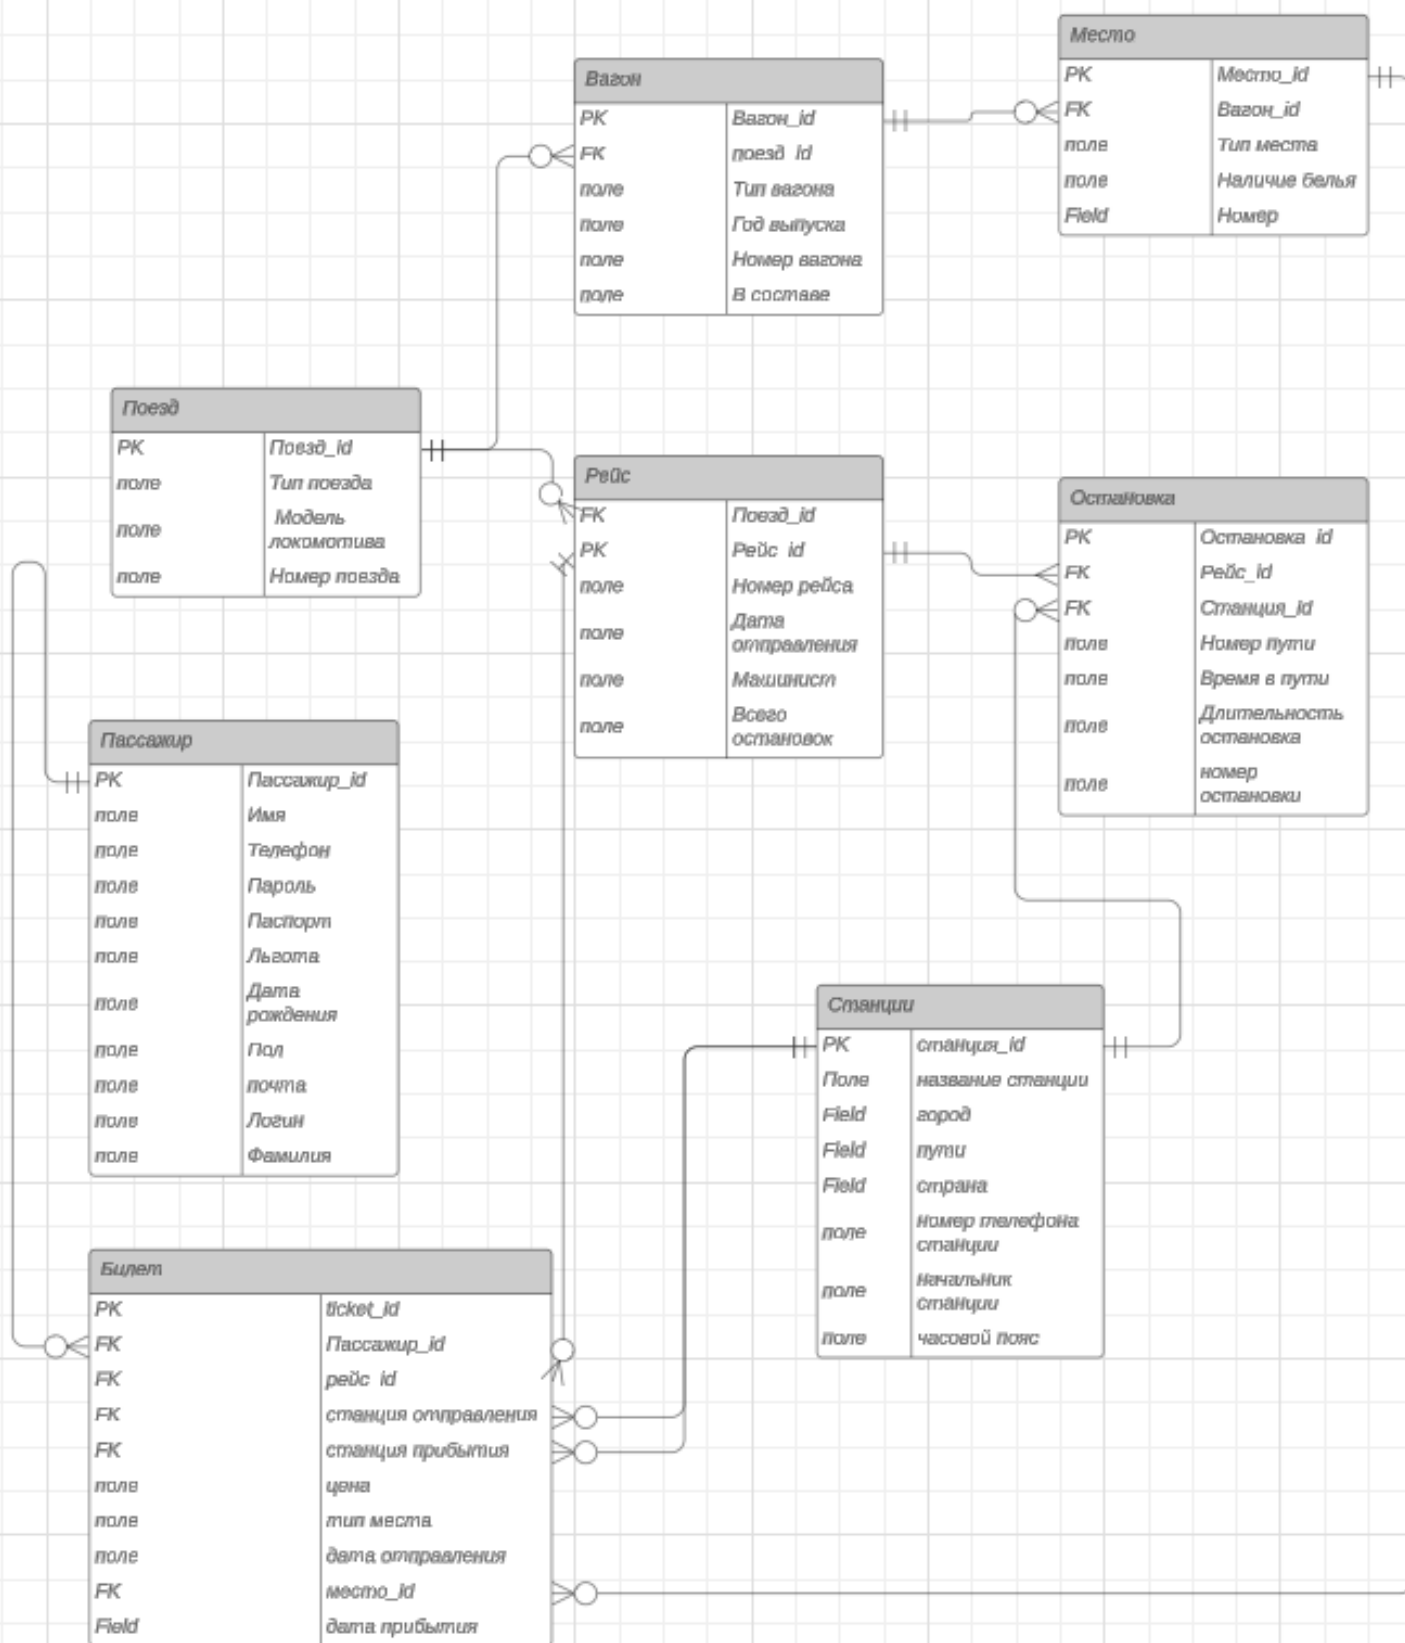 Место
PK Место_id
FK Вагон_id
поле Тип места
поле Наличие белья
Field Номер
Вагон
PK Вагон_id
FK поезд_id
поле Тип вагона
поле Год выпуска
поле Номер вагона
поле В составе
Поезд
PK Поезд_id
поле Тип поезда
поле Модель
локомотива
поле Номер поезда
Рейс
FK Поезд_id
PK Рейс_id
поле Номер рейса
поле Дата
отправления
поле Машинист
поле Всего
остановок
Остановка
PK Остановка_id
FK Рейс_id
FK Станция_id
поле Номер пути
поле Время в пути
поле Длительность
остановка
поле номер
остановки
Пассажир
PK Пассажир_id
поле Имя
поле Телефон
поле Пароль
поле Паспорт
поле Льгота
поле Дата
рождения
поле Пол
поле почта
поле Логин
поле Фамилия
Станции
PK станция_id
Поле название станции
Field город
Field пути
Field страна
поле номер телефона
станции
поле начальник
станции
поле часовой пояс
Билет
PK ticket_id
FK Пассажир_id
FK рейс_id
FK станция отправления
FK станция прибытия
поле цена
поле тип места
поле дата отправления
FK место_id
Field дата прибытия